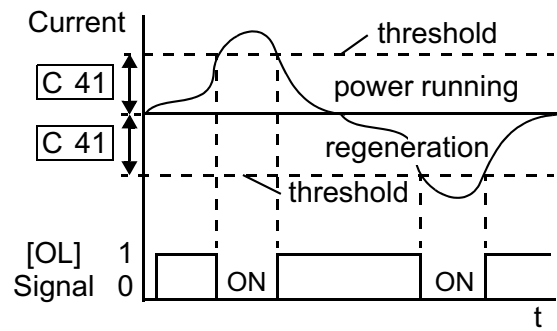 Current
threshold
C 41
power running
C 41
regeneration
threshold
[OL] 1
Signal 0 ON ON
t